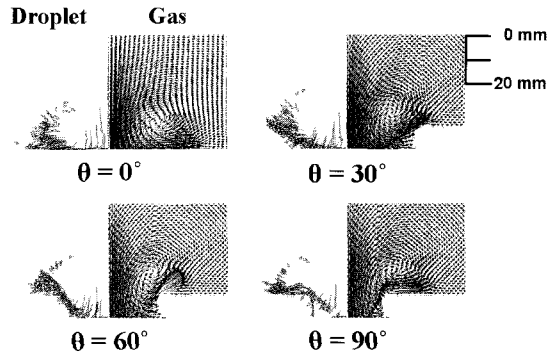 Droplet Gas
0 mm
20 mm
θ = 0°
θ = 30°
θ = 60°
θ = 90°